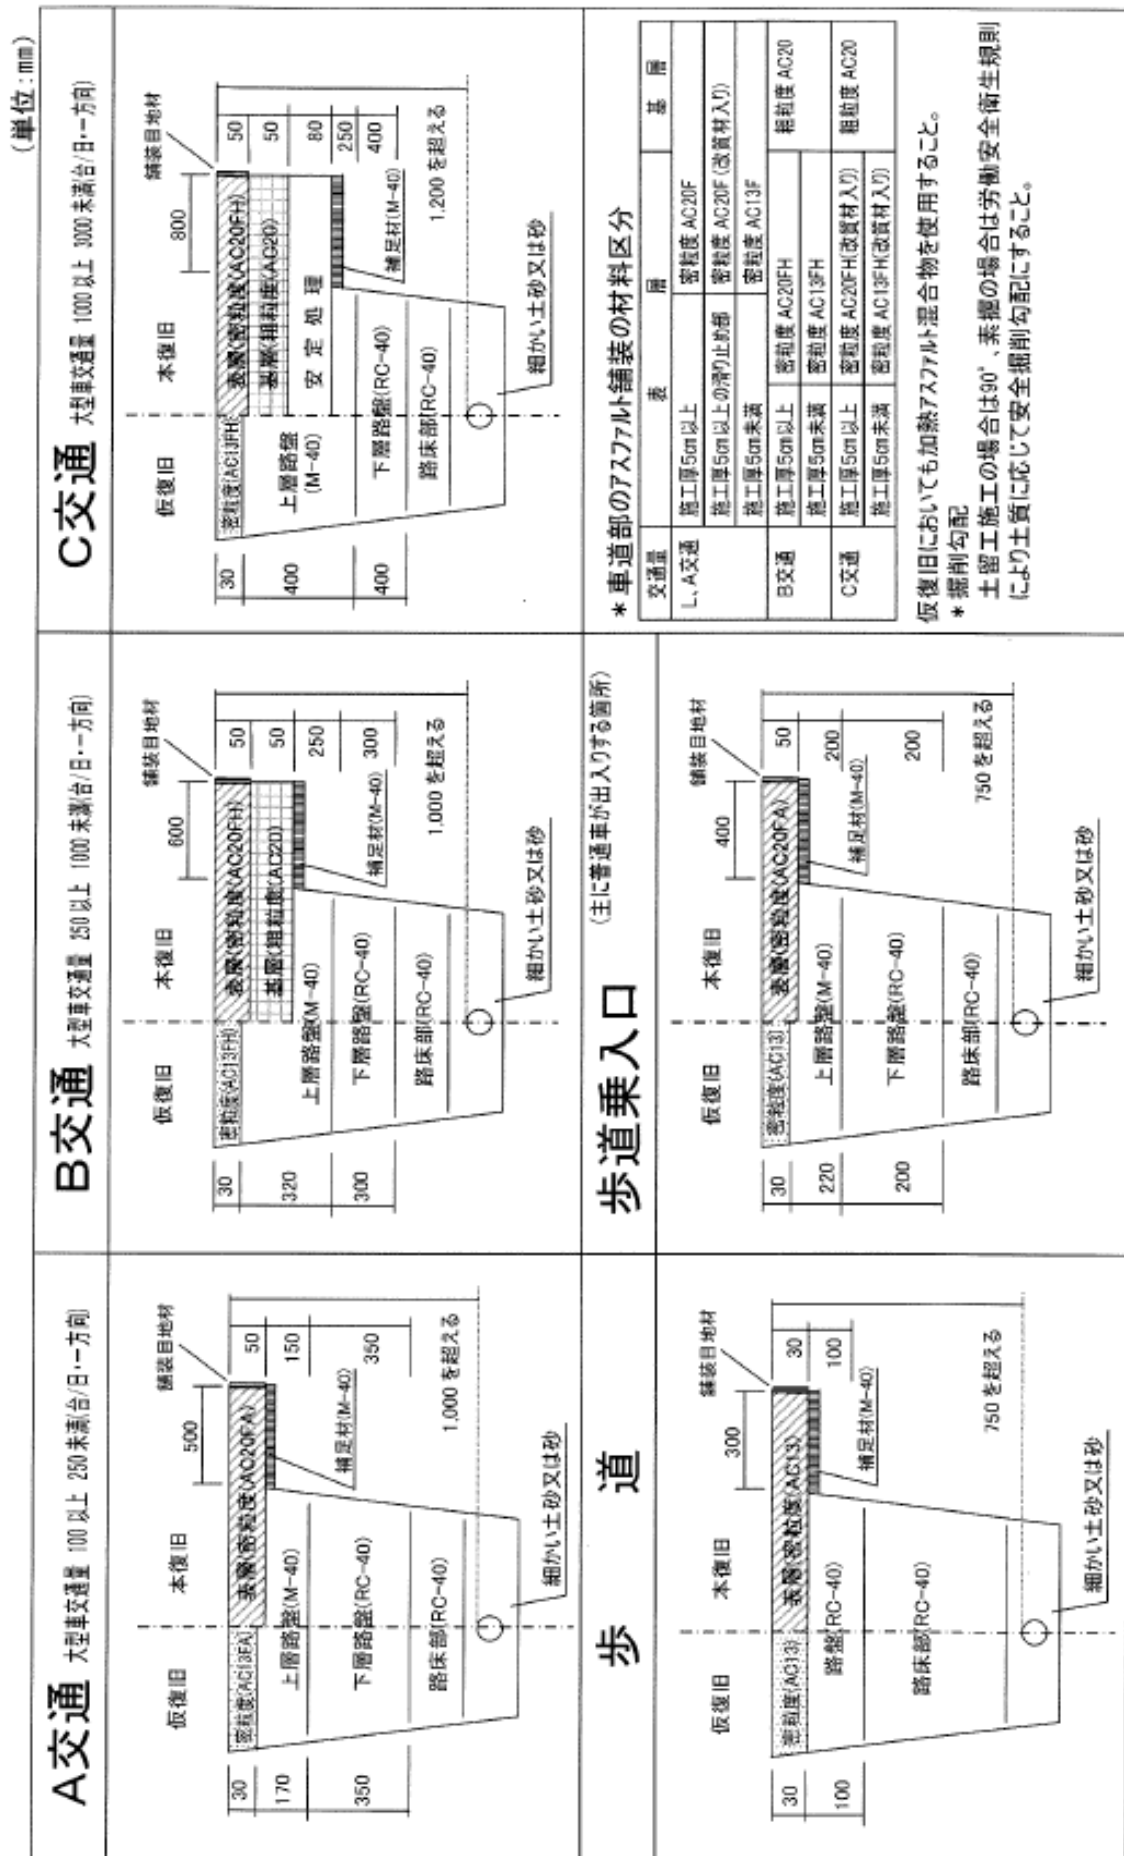 (単位:mm)
A交通 大型車交通量 100以上 250未満(台/日・一方向)
仮復旧 本復旧
500
舗装目地材
密粒度(AC13FA)
表層(密粒度(AC20FA)
上層路盤(M-40)
下層路盤(RC-40)
路床部(RC-40)
補足材(M-40)
細かい土砂又は砂
30
170
350
50
150
350
1,000 を超える
B交通 大型車交通量 250以上 1000未満(台/日・一方向)
仮復旧 本復旧
600
舗装目地材
密粒度(AC13FH)
表層(密粒度(AC20FH)
基層(粗粒度(AC20)
上層路盤(M-40)
下層路盤(RC-40)
路床部(RC-40)
補足材(M-40)
細かい土砂又は砂
30
320
300
50
50
250
300
1,000 を超える
C交通 大型車交通量 1000以上 3000未満(台/日・一方向)
仮復旧 本復旧
800
舗装目地材
密粒度(AC13FH)
表層(密粒度(AC20FH)
基層(粗粒度(AC20)
安定処理
上層路盤
(M-40)
下層路盤(RC-40)
路床部(RC-40)
補足材(M-40)
細かい土砂又は砂
30
400
400
50
50
80
250
400
1,200 を超える
歩 道
仮復旧 本復旧
300
舗装目地材
密粒度(AC13)
表層(密粒度(AC13)
路盤(RC-40)
路床部(RC-40)
補足材(M-40)
細かい土砂又は砂
30
100
30
100
750 を超える
歩道乗入口 (主に普通車が出入りする箇所)
仮復旧 本復旧
400
舗装目地材
密粒度(AC13)
表層(密粒度(AC20FA)
上層路盤(M-40)
下層路盤(RC-40)
路床部(RC-40)
補足材(M-40)
細かい土砂又は砂
30
220
200
50
200
200
750 を超える
*車道部のアスファルト舗装の材料区分
交通量 表 層 基 層
L、A交通 施工厚5cm以上 密粒度 AC20F
施工厚5cm以上の滑り止め部 密粒度 AC20F (改質材入り)
施工厚5cm未満 密粒度 AC13F
B交通 施工厚5cm以上 密粒度 AC20FH 粗粒度 AC20
施工厚5cm未満 密粒度 AC13FH
C交通 施工厚5cm以上 密粒度 AC20FH(改質材入り) 粗粒度 AC20
施工厚5cm未満 密粒度 AC13FH(改質材入り)
仮復旧においても加熱アスファルト混合物を使用すること。
*掘削勾配
土留工施工の場合は90°、素掘の場合は労働安全衛生規則
により土質に応じて安全掘削勾配にすること。